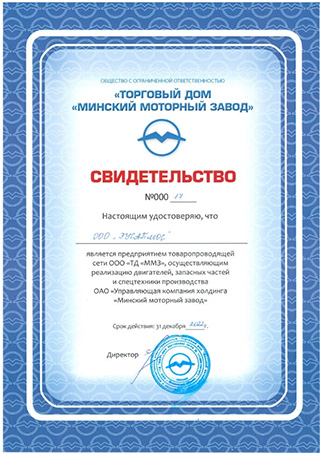 ОБЩЕСТВО С ОГРАНИЧЕННОЙ ОТВЕТСТВЕННОСТЬЮ
«ТОРГОВЫЙ ДОМ
«МИНСКИЙ МОТОРНЫЙ ЗАВОД»
СВИДЕТЕЛЬСТВО
№000
Настоящим удостоверяю, что
ООО
является предприятием товаропроводящей
сети ООО «ТД «ММЗ», осуществляющим
реализацию двигателей, запасных частей
и спецтехники производства
ОАО «Управляющая компания холдинга
«Минский моторный завод»
Срок действия: 31 декабря 2022 г.
Директор